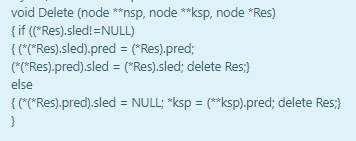 void Delete (node **nsp, node **ksp, node *Res)
{ if ((*Res).sled!=NULL)
{ (*(*Res).sled).pred = (*Res).pred;
(*(*Res).pred).sled = (*Res).sled; delete Res;}
else
{ (*(*Res).pred).sled = NULL; *ksp = (**ksp).pred; delete Res;}
}